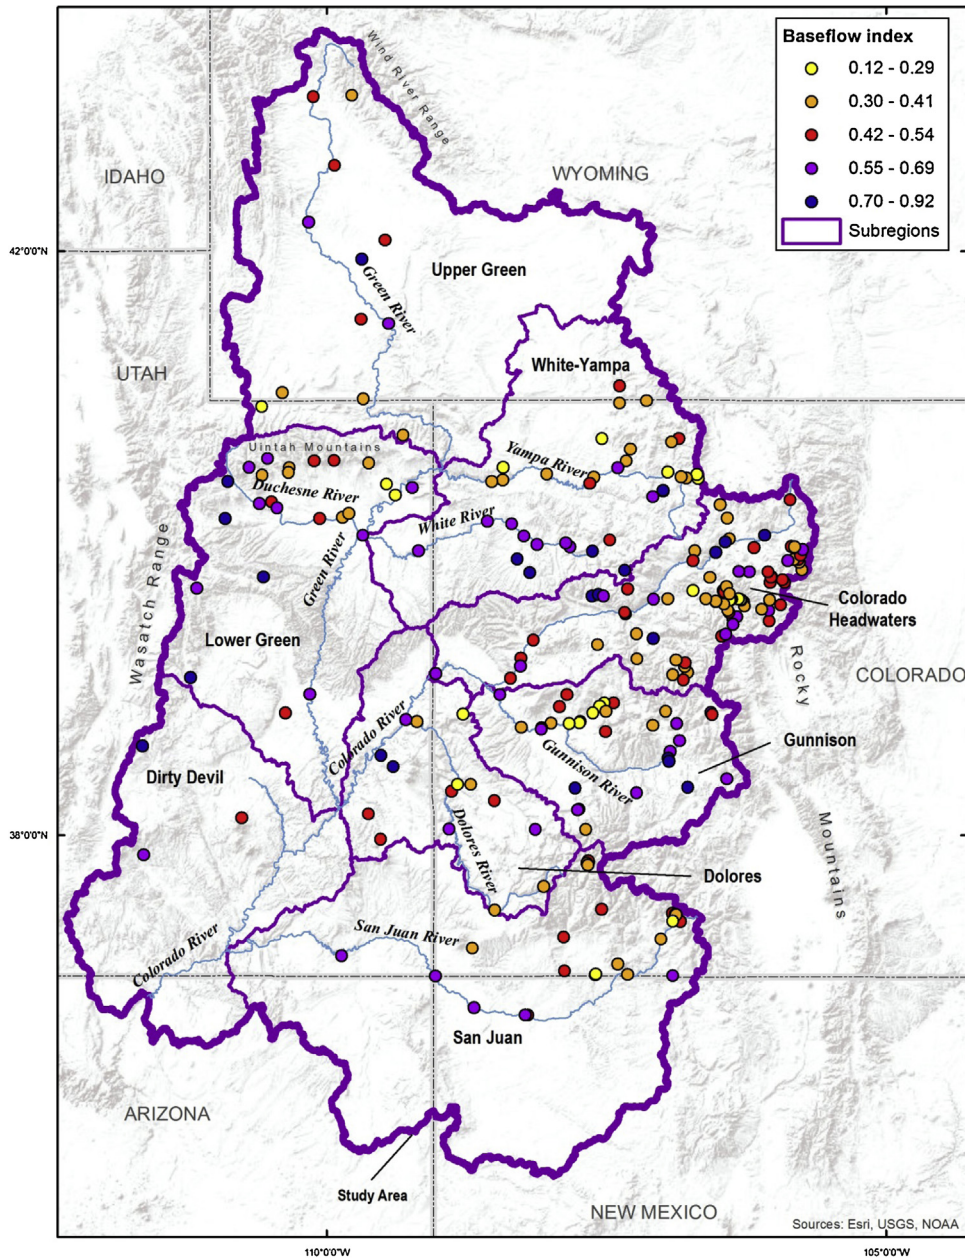 Baseflow index
0.12 - 0.29
0.30 - 0.41
0.42 - 0.54
0.55 - 0.69
0.70 - 0.92
Subregions
Wind River Range
IDAHO
WYOMING
42°0'0"N
Upper Green
Green River
UTAH
White-Yampa
Uintah Mountains
Yampa River
Duchesne River
White River
Green River
Wasatch Range
Colorado
Headwaters
Lower Green
Rocky
COLORADO
Colorado River
Gunnison
Gunnison River
Dirty Devil
Mountains
38°0'0"N
Dolores River
Dolores
San Juan River
Colorado River
San Juan
ARIZONA
Study Area
NEW MEXICO
Sources: Esri, USGS, NOAA
110°0'0"W
105°0'0"W